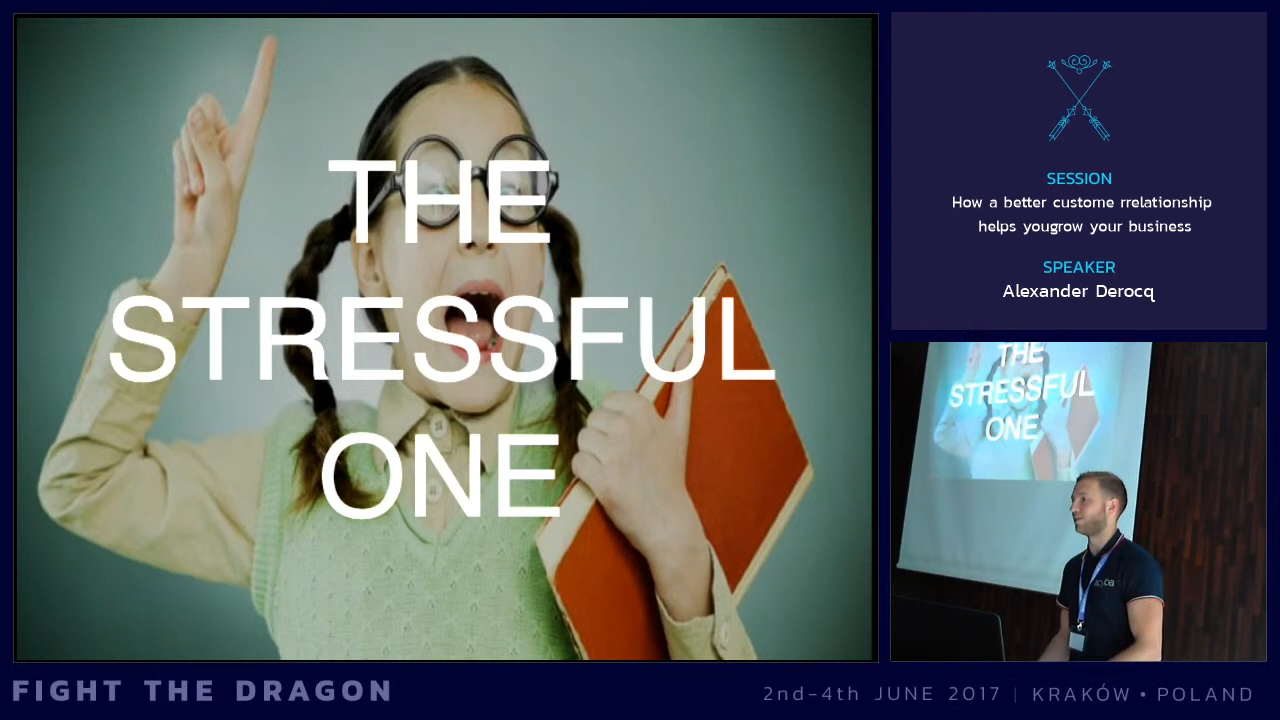 THE
STRESSFUL
ONE
SESSION
How a better custome rrelationship
helps yougrow your business
SPEAKER
Alexander Derocq
THE
STRESSFUL
ONE
FIGHT THE DRAGON
2nd-4th JUNE 2017 | KRAKÓW • POLAND